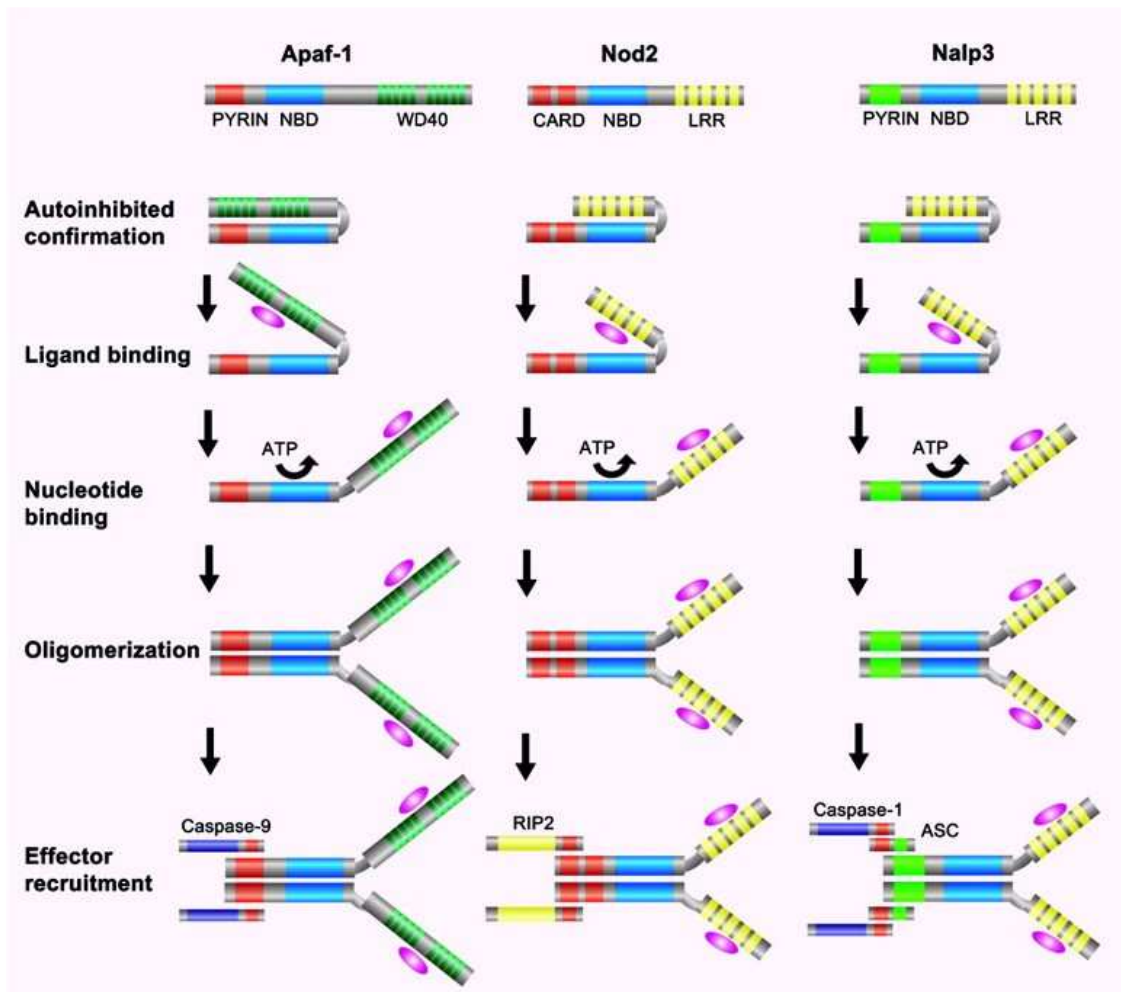 Apaf-1 Nod2 Nalp3
PYRIN NBD WD40 CARD NBD LRR PYRIN NBD LRR
Autoinhibited
confirmation
Ligand binding
ATP ATP ATP
Nucleotide
binding
Oligomerization
Caspase-9 RIP2 Caspase-1
ASC
Effector
recruitment